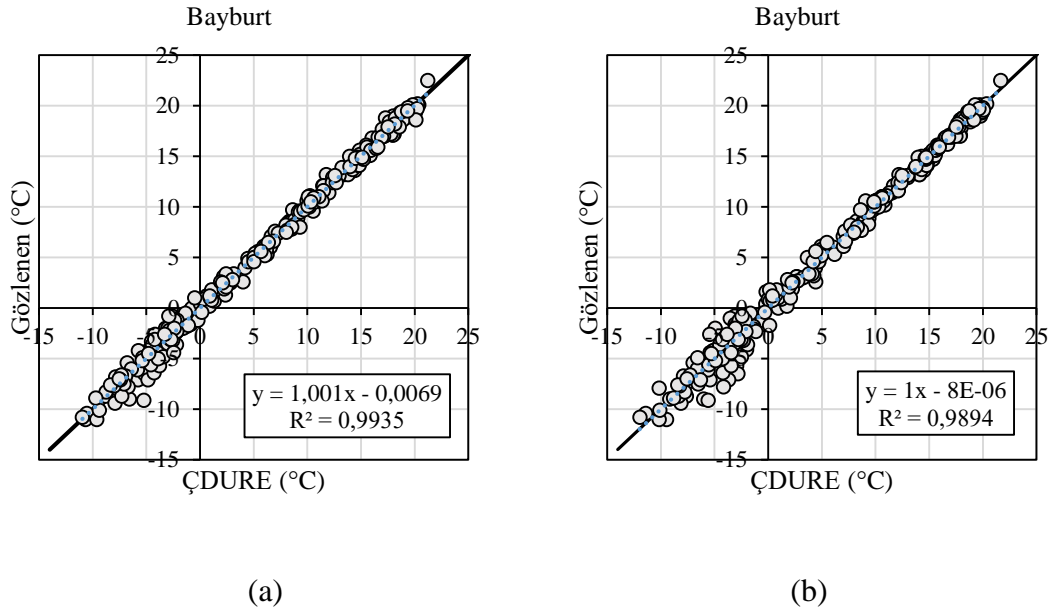 Bayburt
25
20
15
10
5
0
-5
-10
-15
-15 -10 -5 0 5 10 15 20 25
Gözlenen (°C)
ÇDURE (°C)
y = 1,001x - 0,0069
R² = 0,9935
(a)
Bayburt
25
20
15
10
5
0
-5
-10
-15
-15 -10 -5 0 5 10 15 20 25
Gözlenen (°C)
ÇDURE (°C)
y = 1x - 8E-06
R² = 0,9894
(b)